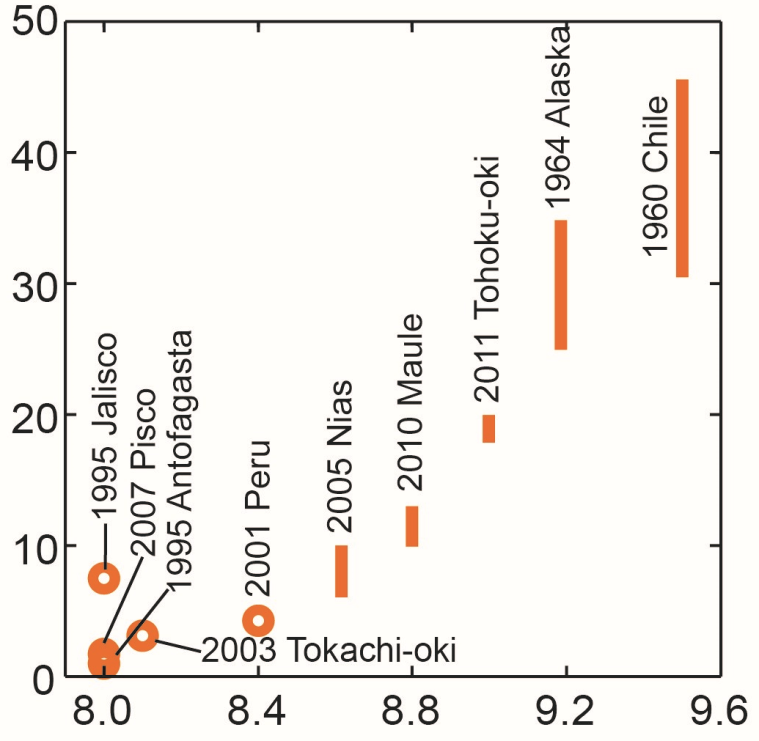 50
40
30
20
10
0
8.0
8.4
8.8
9.2
9.6
1995 Jalisco
2007 Pisco
1995 Antofagasta
2003 Tokachi-oki
2001 Peru
2005 Nias
2010 Maule
2011 Tohoku-oki
1964 Alaska
1960 Chile